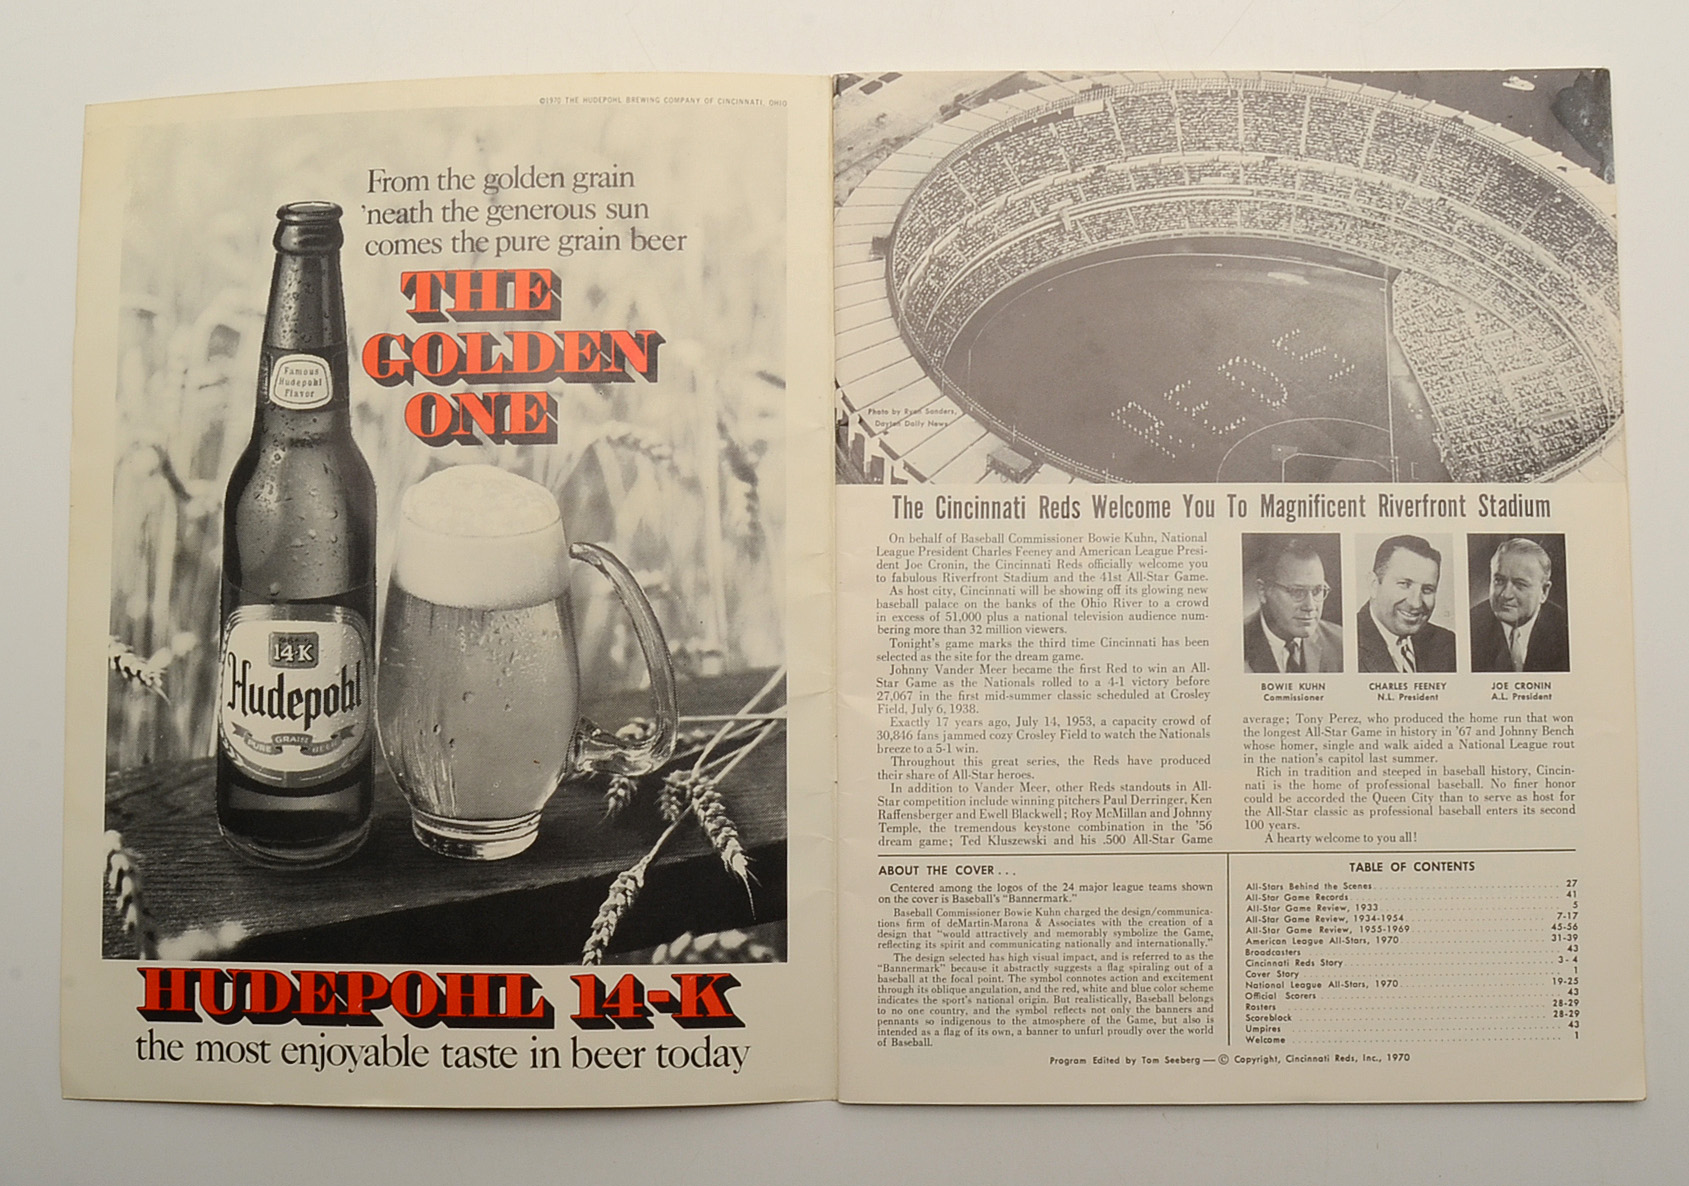 ©1970 THE HUDEPOHL BREWING COMPANY OF CINCINNATI, OHIO
From the golden grain
'neath the generous sun
comes the pure grain beer
THE
GOLDEN
ONE
Famous
Hudepohl
Flavor
14-K
Hudepohl
PURE GRAIN BEER
HUDEPOHL 14-K
the most enjoyable taste in beer today
REDS
Photo by Ryan Sanders,
Dayton Daily News
The Cincinnati Reds Welcome You To Magnificent Riverfront Stadium
On behalf of Baseball Commissioner Bowie Kuhn, National
League President Charles Feeney and American League Presi-
dent Joe Cronin, the Cincinnati Reds officially welcome you
to fabulous Riverfront Stadium and the 41st All-Star Game.
As host city, Cincinnati will be showing off its glowing new
baseball palace on the banks of the Ohio River to a crowd
in excess of 51,000 plus a national television audience num-
bering more than 32 million viewers.
Tonight's game marks the third time Cincinnati has been
selected as the site for the dream game.
Johnny Vander Meer became the first Red to win an All-
Star Game as the Nationals rolled to a 4-1 victory before
27,067 in the first mid-summer classic scheduled at Crosley
Field, July 6, 1938.
Exactly 17 years ago, July 14, 1953, a capacity crowd of
30,846 fans jammed cozy Crosley Field to watch the Nationals
breeze to a 5-1 win.
Throughout this great series, the Reds have produced
their share of All-Star heroes.
In addition to Vander Meer, other Reds standouts in All-
Star competition include winning pitchers Paul Derringer, Ken
Raffensberger and Ewell Blackwell; Roy McMillan and Johnny
Temple, the tremendous keystone combination in the '56
dream game; Ted Kluszewski and his .500 All-Star Game
BOWIE KUHN
Commissioner
CHARLES FEENEY
N.L. President
JOE CRONIN
A.L. President
average; Tony Perez, who produced the home run that won
the longest All-Star Game in history in '67 and Johnny Bench
whose homer, single and walk aided a National League rout
in the nation's capitol last summer.
Rich in tradition and steeped in baseball history, Cincin-
nati is the home of professional baseball. No finer honor
could be accorded the Queen City than to serve as host for
the All-Star classic as professional baseball enters its second
100 years.
A hearty welcome to you all!
ABOUT THE COVER . . .
Centered among the logos of the 24 major league teams shown
on the cover is Baseball's "Bannermark."
Baseball Commissioner Bowie Kuhn charged the design/communica-
tions firm of deMartin-Marona & Associates with the creation of a
design that "would attractively and memorably symbolize the Game,
reflecting its spirit and communicating nationally and internationally."
The design selected has high visual impact, and is referred to as the
"Bannermark" because it abstractly suggests a flag spiraling out of a
baseball at the focal point. The symbol connotes action and excitement
through its oblique angulation, and the red, white and blue color scheme
indicates the sport's national origin. But realistically, Baseball belongs
to no one country, and the symbol reflects not only the banners and
pennants so indigenous to the atmosphere of the Game, but also is
intended as a flag of its own, a banner to unfurl proudly over the world
of Baseball.
TABLE OF CONTENTS
All-Stars Behind the Scenes 27
All-Star Game Records 41
All-Star Game Review, 1933 5
All-Star Game Review, 1934-1954 7-17
All-Star Game Review, 1955-1969 45-56
American League All-Stars, 1970 31-39
Broadcasters 43
Cincinnati Reds Story 3-4
Cover Story 1
National League All-Stars, 1970 19-25
Official Scorers 43
Rosters 28-29
Scoreblock 28-29
Umpires 43
Welcome 1
Program Edited by Tom Seeberg — © Copyright, Cincinnati Reds, Inc., 1970